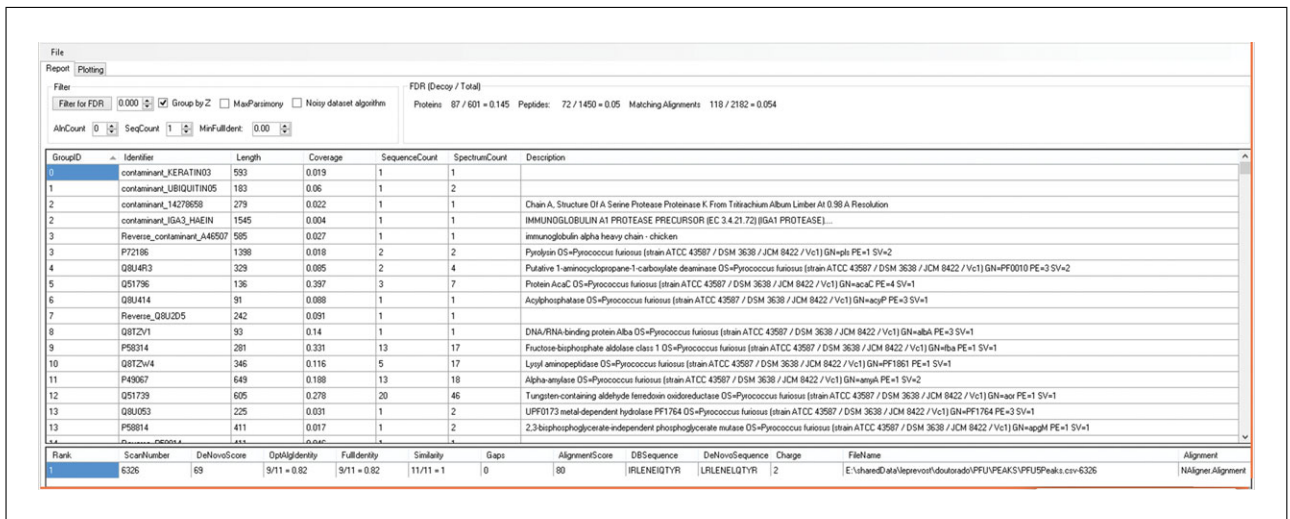 File
Report Plotting
Filter
Filter for FDR 0.000 Group by Z MaxParsimony Noisy dataset algorithm
AlnCount 0 SeqCount 1 MinFullIdent: 0.00
FDR (Decoy / Total)
Proteins 87 / 601 = 0.145 Peptides: 72 / 1450 = 0.05 Matching Alignments 118 / 2182 = 0.054
GroupID Identifier Length Coverage SequenceCount SpectrumCount Description
0 contaminant_KERATIN03 593 0.019 1 1
1 contaminant_UBIQUITIN05 183 0.06 1 2
2 contaminant_14278658 279 0.022 1 1 Chain A, Structure Of A Serine Protease Proteinase K From Tritirachium Album Limber At 0.98 A Resolution
2 contaminant_IGA3_HAEIN 1545 0.004 1 1 IMMUNOGLOBULIN A1 PROTEASE PRECURSOR (EC 3.4.21.72) (IGA1 PROTEASE)....
3 Reverse_contaminant_A46507 585 0.027 1 1 immunoglobulin alpha heavy chain - chicken
3 P72186 1398 0.018 2 2 Pyrolysin OS=Pyrococcus furiosus (strain ATCC 43587 / DSM 3638 / JCM 8422 / Vc1) GN=pls PE=1 SV=2
4 Q8U4R3 329 0.085 2 4 Putative 1-aminocyclopropane-1-carboxylate deaminase OS=Pyrococcus furiosus (strain ATCC 43587 / DSM 3638 / JCM 8422 / Vc1) GN=PF0010 PE=3 SV=2
5 Q51796 136 0.397 3 7 Protein AcaC OS=Pyrococcus furiosus (strain ATCC 43587 / DSM 3638 / JCM 8422 / Vc1) GN=acaC PE=4 SV=1
6 Q8U414 91 0.088 1 1 Acylphosphatase OS=Pyrococcus furiosus (strain ATCC 43587 / DSM 3638 / JCM 8422 / Vc1) GN=acyP PE=3 SV=1
7 Reverse_Q8U2D5 242 0.091 1 1
8 Q8TZV1 93 0.14 1 1 DNA/RNA-binding protein Alba OS=Pyrococcus furiosus (strain ATCC 43587 / DSM 3638 / JCM 8422 / Vc1) GN=albA PE=3 SV=1
9 P58314 281 0.331 13 17 Fructose-bisphosphate aldolase class 1 OS=Pyrococcus furiosus (strain ATCC 43587 / DSM 3638 / JCM 8422 / Vc1) GN=fba PE=1 SV=1
10 Q8TZW4 346 0.116 5 17 Lysyl aminopeptidase OS=Pyrococcus furiosus (strain ATCC 43587 / DSM 3638 / JCM 8422 / Vc1) GN=PF1861 PE=1 SV=1
11 P49067 649 0.188 13 18 Alpha-amylase OS=Pyrococcus furiosus (strain ATCC 43587 / DSM 3638 / JCM 8422 / Vc1) GN=amyA PE=1 SV=2
12 Q51739 605 0.278 20 46 Tungsten-containing aldehyde ferredoxin oxidoreductase OS=Pyrococcus furiosus (strain ATCC 43587 / DSM 3638 / JCM 8422 / Vc1) GN=aor PE=1 SV=1
13 Q8U053 225 0.031 1 2 UPF0173 metal-dependent hydrolase PF1764 OS=Pyrococcus furiosus (strain ATCC 43587 / DSM 3638 / JCM 8422 / Vc1) GN=PF1764 PE=3 SV=1
13 P58814 411 0.017 1 2 2,3-bisphosphoglycerate-independent phosphoglycerate mutase OS=Pyrococcus furiosus (strain ATCC 43587 / DSM 3638 / JCM 8422 / Vc1) GN=apgM PE=1 SV=1
Rank ScanNumber DeNovoScore OptAlgIdentity FullIdentity Similarity Gaps AlignmentScore DBSequence DeNovoSequence Charge FileName Alignment
1 6326 69 9/11 = 0.82 9/11 = 0.82 11/11 = 1 0 80 IRLENEIQTYR LRLENELQTYR 2 E:\sharedData\leprevost\doutorado\PFU\PEAKS\PFU5Peaks.csv-6326 NAligner.Alignment